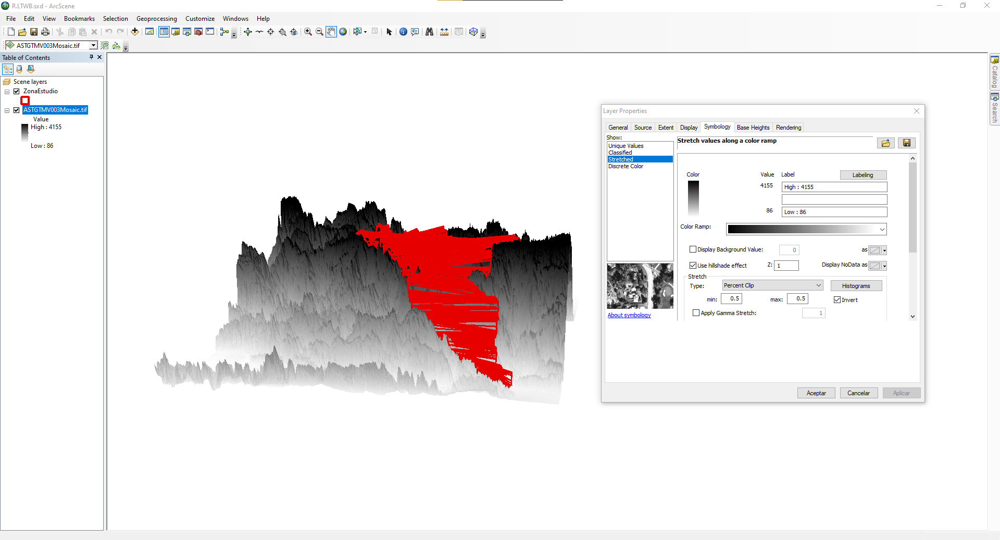 R.LTWB.sxd - ArcScene
File Edit View Bookmarks Selection Geoprocessing Customize Windows Help
ASTGTMV003Mosaic.tif
Table of Contents
Scene layers
ZonaEstudio
ASTGTMV003Mosaic.tif
Value
High : 4155
Low : 86
Layer Properties
General Source Extent Display Symbology Base Heights Rendering
Show:
Unique Values
Classified
Stretched
Discrete Color
About symbology
Stretch values along a color ramp
Color Value Label Labeling
4155 High : 4155
86 Low : 86
Color Ramp:
Display Background Value: 0 as
Use hillshade effect Z: 1 Display NoData as
Stretch
Type: Percent Clip Histograms
min: 0.5 max: 0.5 Invert
Apply Gamma Stretch: 1
Aceptar Cancelar Aplicar
Catalog
Search